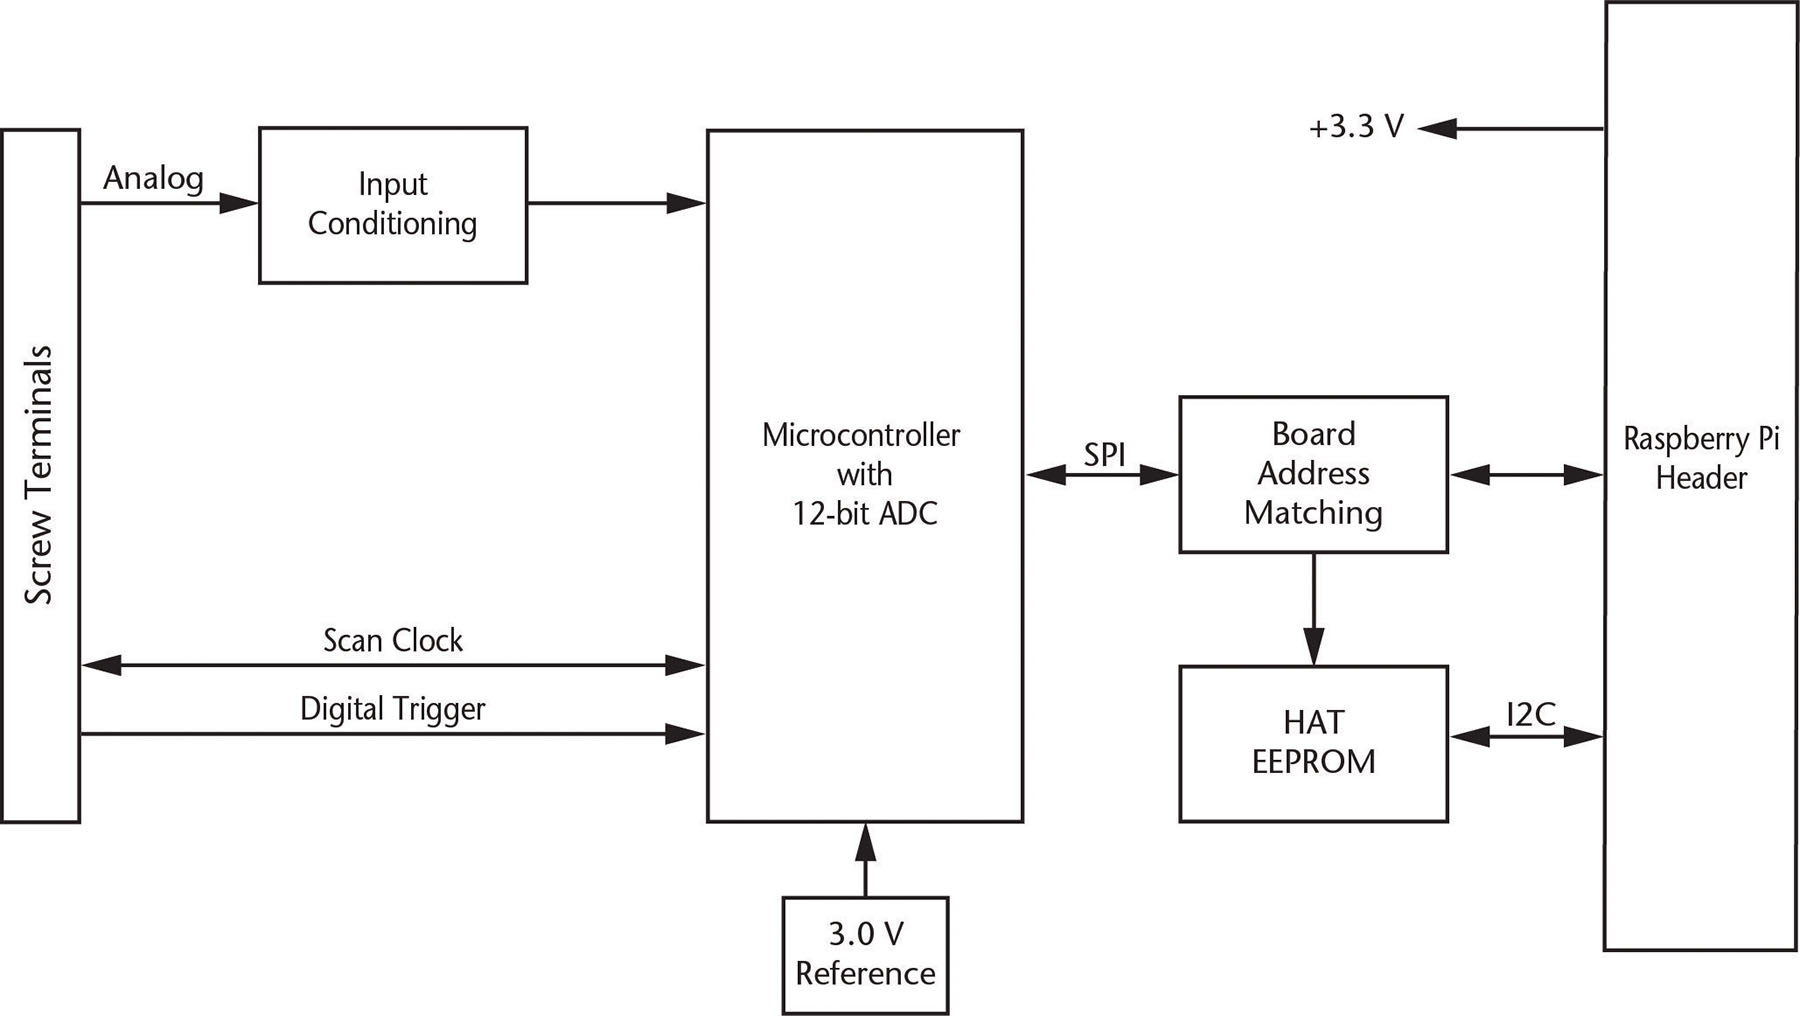 +3.3 V
Analog
Input
Conditioning
Screw Terminals
Microcontroller
with
12-bit ADC
SPI
Board
Address
Matching
Raspberry Pi
Header
Scan Clock
Digital Trigger
HAT
EEPROM
I2C
3.0 V
Reference